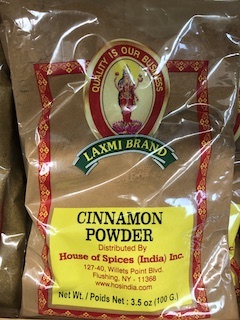 QUALITY IS OUR BUSINESS
LAXMI BRAND
CINNAMON
POWDER
Distributed By
House of Spices (India) Inc.
127-40, Willets Point Blvd.
Flushing, NY - 11368
www.hosindia.com
Net Wt. / Poids Net : 3.5 oz (100 G.)